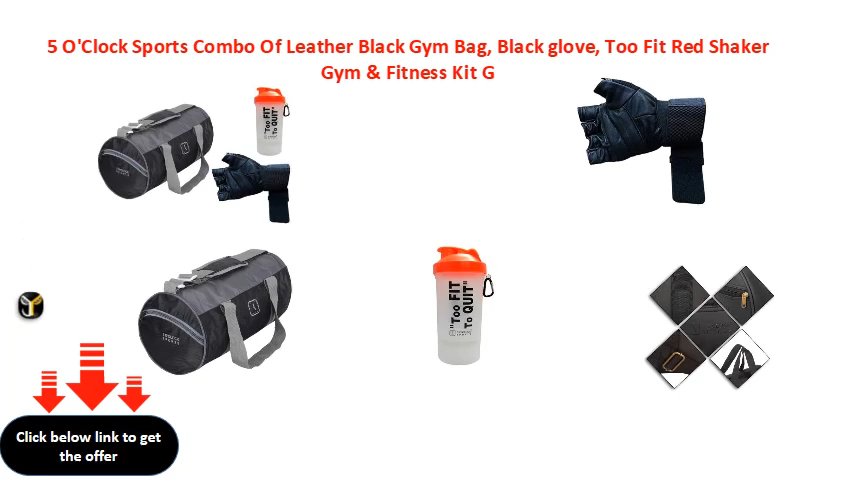 5 O'Clock Sports Combo Of Leather Black Gym Bag, Black glove, Too Fit Red Shaker
Gym & Fitness Kit G
"Too FIT
To QUIT"
"Too FIT
To QUIT"
Click below link to get
the offer